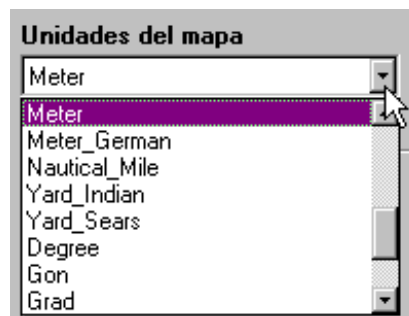 Unidades del mapa
Meter
Meter
Meter_German
Nautical_Mile
Yard_Indian
Yard_Sears
Degree
Gon
Grad